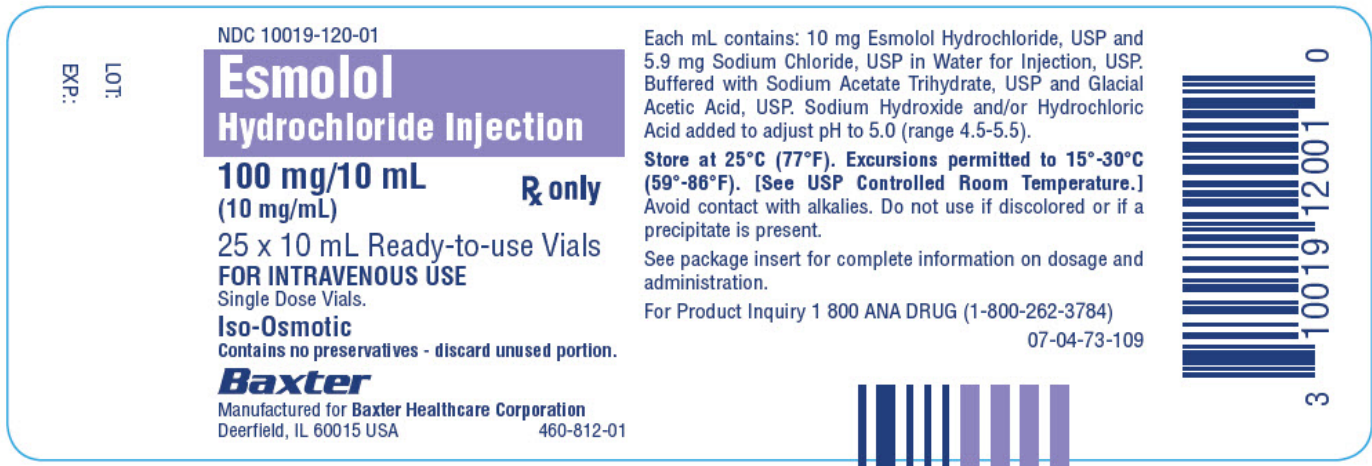 LOT:
EXP.:
NDC 10019-120-01
Esmolol
Hydrochloride Injection
100 mg/10 mL
(10 mg/mL)
℞ only
25 x 10 mL Ready-to-use Vials
FOR INTRAVENOUS USE
Single Dose Vials.
Iso-Osmotic
Contains no preservatives - discard unused portion.
Baxter
Manufactured for Baxter Healthcare Corporation
Deerfield, IL 60015 USA 460-812-01
Each mL contains: 10 mg Esmolol Hydrochloride, USP and
5.9 mg Sodium Chloride, USP in Water for Injection, USP.
Buffered with Sodium Acetate Trihydrate, USP and Glacial
Acetic Acid, USP. Sodium Hydroxide and/or Hydrochloric
Acid added to adjust pH to 5.0 (range 4.5-5.5).
Store at 25°C (77°F). Excursions permitted to 15°-30°C
(59°-86°F). [See USP Controlled Room Temperature.]
Avoid contact with alkalies. Do not use if discolored or if a
precipitate is present.
See package insert for complete information on dosage and
administration.
For Product Inquiry 1 800 ANA DRUG (1-800-262-3784)
07-04-73-109
3 10019 12001 0